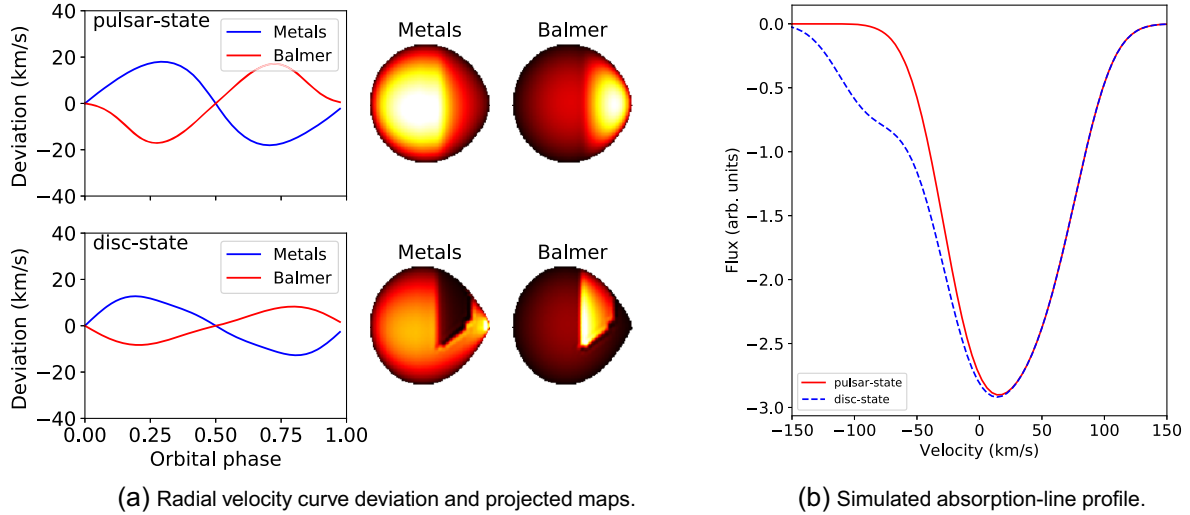 pulsar-state
Metals
Balmer
Deviation (km/s)
40
20
0
−20
−40
Metals
Balmer
disc-state
Metals
Balmer
Deviation (km/s)
40
20
0
−20
−40
0.00
0.25
0.50
0.75
1.00
Orbital phase
Metals
Balmer
(a) Radial velocity curve deviation and projected maps.
Flux (arb. units)
0.0
−0.5
−1.0
−1.5
−2.0
−2.5
−3.0
pulsar-state
disc-state
−150
−100
−50
0
50
100
150
Velocity (km/s)
(b) Simulated absorption-line profile.